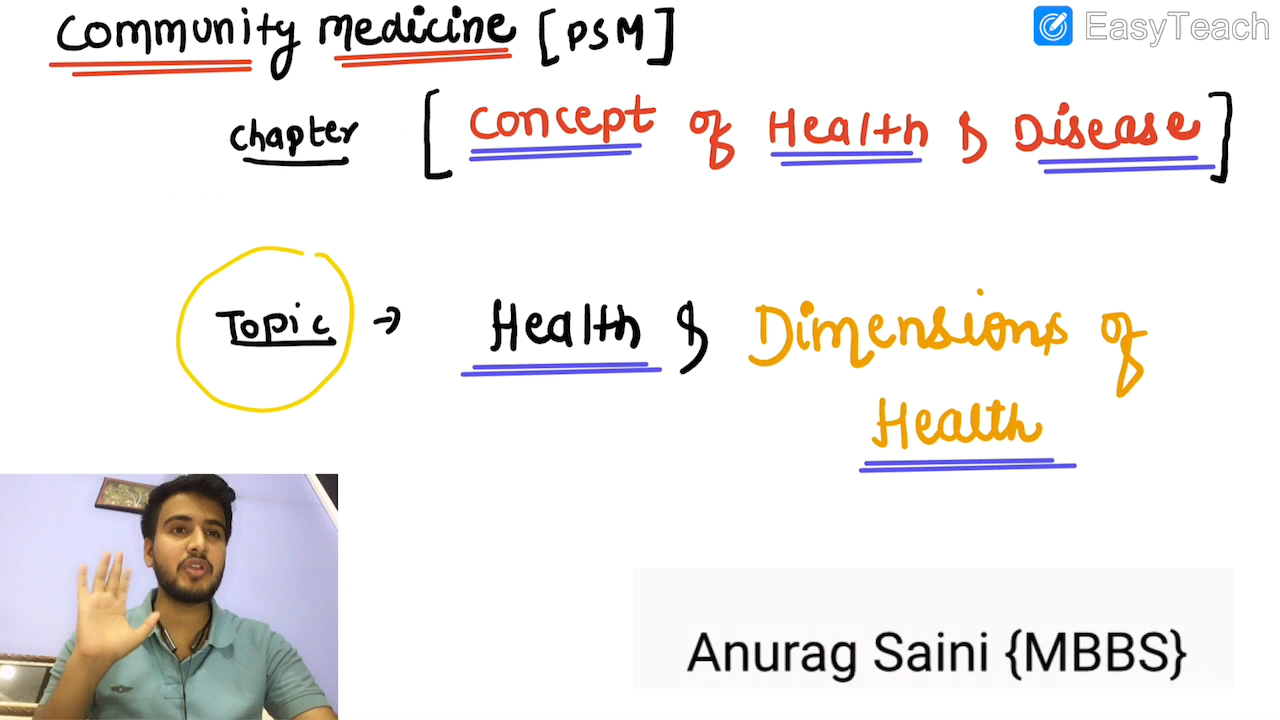 Community Medicine [PSM]
EasyTeach
Chapter [Concept of Health & Disease]
Topic → Health & Dimensions of
Health
Anurag Saini {MBBS}